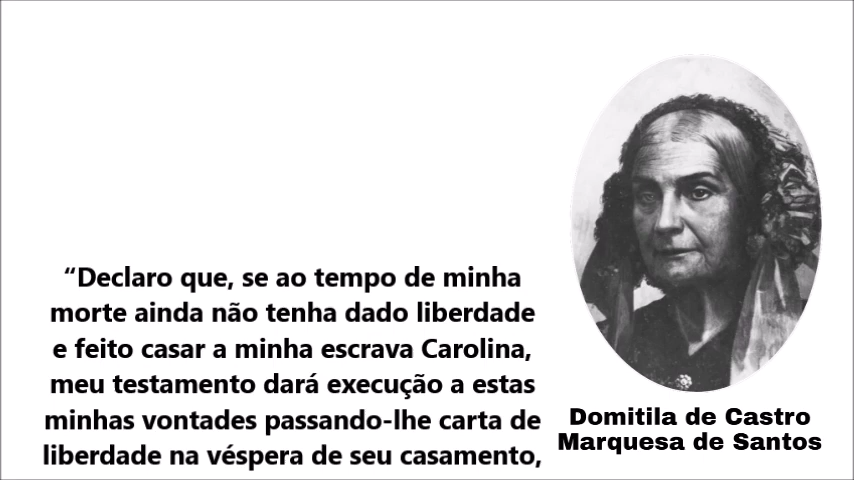 “Declaro que, se ao tempo de minha
morte ainda não tenha dado liberdade
e feito casar a minha escrava Carolina,
meu testamento dará execução a estas
minhas vontades passando-lhe carta de
liberdade na véspera de seu casamento,
Domitila de Castro
Marquesa de Santos